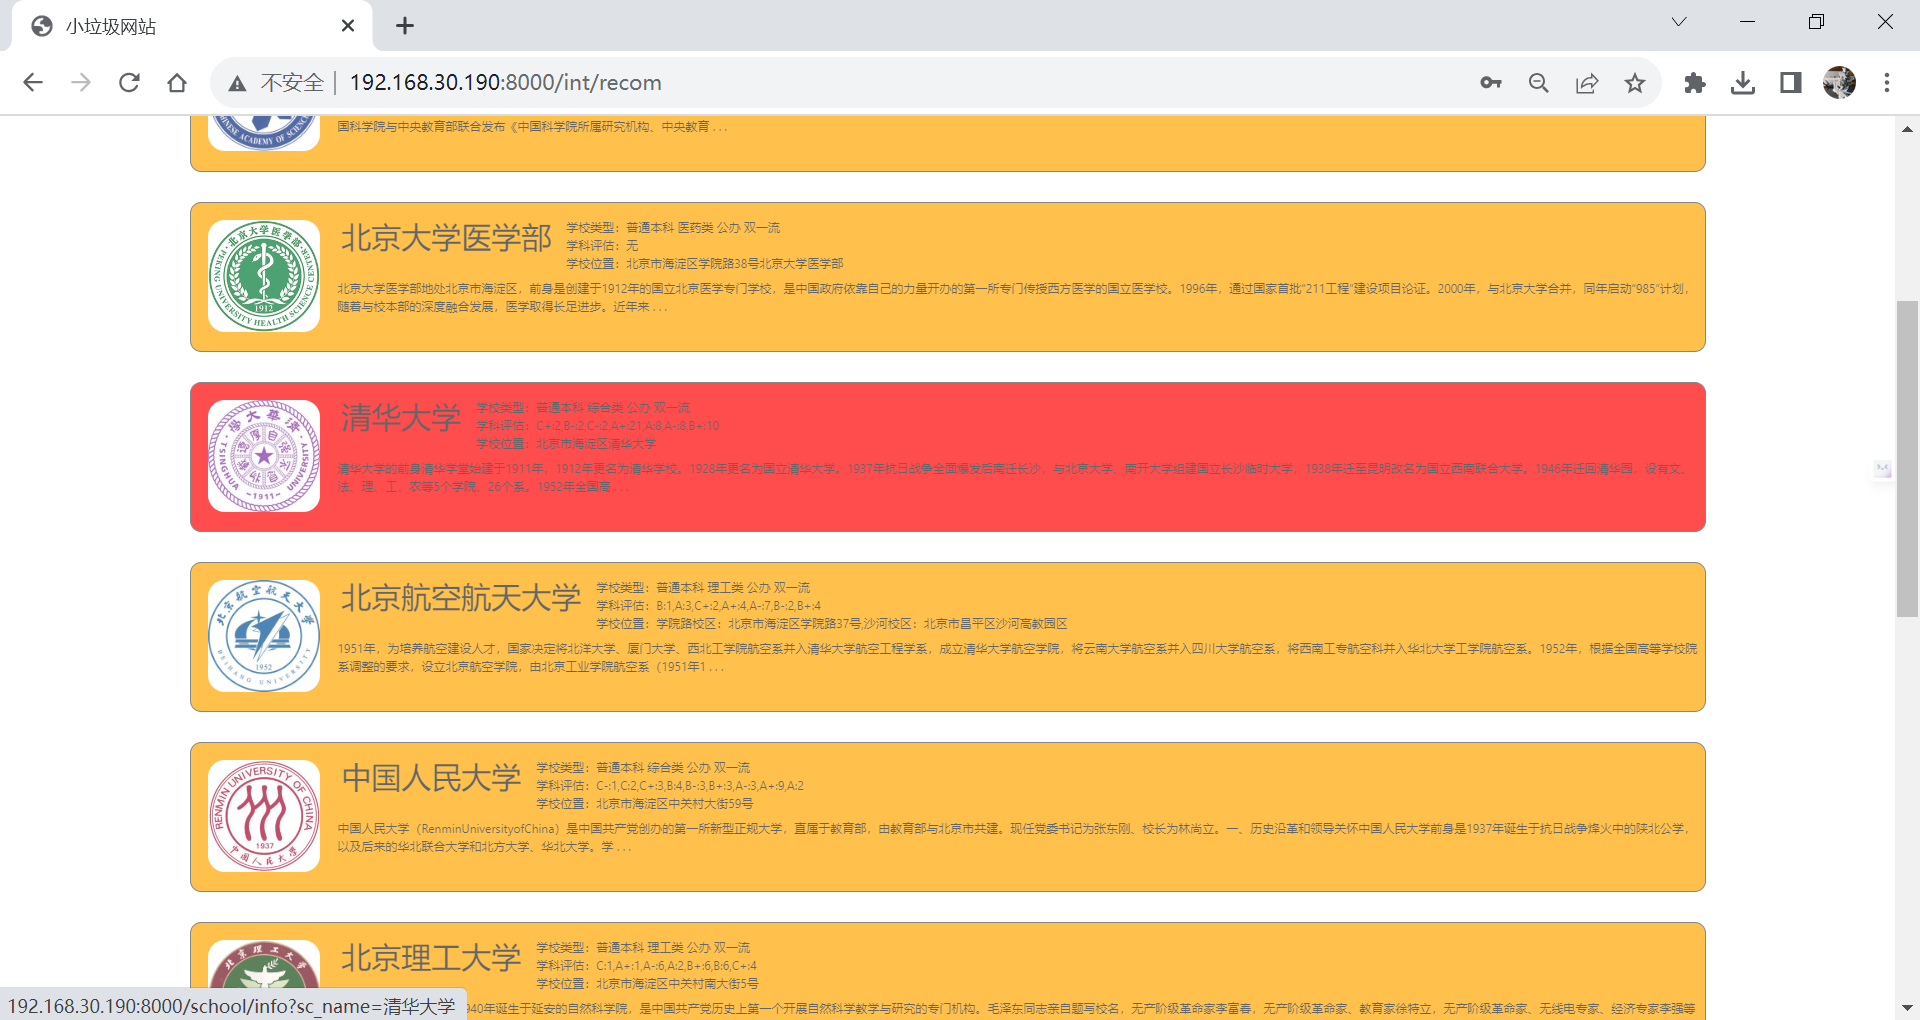 小垃圾网站
不安全 192.168.30.190:8000/int/recom
国科学院与中央教育部联合发布《中国科学院所属研究机构、中央教育 . . .
北京大学医学部
学校类型：普通本科 医药类 公办 双一流
学科评估：无
学校位置：北京市海淀区学院路38号北京大学医学部
北京大学医学部地处北京市海淀区，前身是创建于1912年的国立北京医学专门学校，是中国政府依靠自己的力量开办的第一所专门传授西方医学的国立医学校。1996年，通过国家首批“211工程”建设项目论证。2000年，与北京大学合并，同年启动“985”计划，
随着与校本部的深度融合发展，医学取得长足进步。近年来 . . .
清华大学
学校类型：普通本科 综合类 公办 双一流
学科评估：C+:2,B-:2,C-:2,A+:21,A:8,A-:8,B+:10
学校位置：北京市海淀区清华大学
清华大学的前身清华学堂始建于1911年，1912年更名为清华学校。1928年更名为国立清华大学。1937年抗日战争全面爆发后南迁长沙，与北京大学、南开大学组建国立长沙临时大学，1938年迁至昆明改名为国立西南联合大学。1946年迁回清华园，设有文、
法、理、工、农等5个学院、26个系。1952年全国高 . . .
北京航空航天大学
学校类型：普通本科 理工类 公办 双一流
学科评估：B:1,A:3,C+:2,A+:4,A-:7,B-:2,B+:4
学校位置：学院路校区：北京市海淀区学院路37号,沙河校区：北京市昌平区沙河高教园区
1951年，为培养航空建设人才，国家决定将北洋大学、厦门大学、西北工学院航空系并入清华大学航空工程学系，成立清华大学航空学院，将云南大学航空系并入四川大学航空系，将西南工专航空科并入华北大学工学院航空系。1952年，根据全国高等学校院
系调整的要求，设立北京航空学院，由北京工业学院航空系（1951年1 . . .
中国人民大学
学校类型：普通本科 综合类 公办 双一流
学科评估：C-:1,C:2,C+:3,B:4,B-:3,B+:3,A-:3,A+:9,A:2
学校位置：北京市海淀区中关村大街59号
中国人民大学（RenminUniversityofChina）是中国共产党创办的第一所新型正规大学，直属于教育部，由教育部与北京市共建。现任党委书记为张东刚、校长为林尚立。一、历史沿革和领导关怀中国人民大学前身是1937年诞生于抗日战争烽火中的陕北公学，
以及后来的华北联合大学和北方大学、华北大学。学 . . .
北京理工大学
学校类型：普通本科 理工类 公办 双一流
学科评估：C:1,A+:1,A-:6,A:2,B+:6,B:6,C+:4
学校位置：北京市海淀区中关村南大街5号
940年诞生于延安的自然科学院，是中国共产党历史上第一个开展自然科学教学与研究的专门机构。毛泽东同志亲自题写校名，无产阶级革命家李富春，无产阶级革命家、教育家徐特立，无产阶级革命家、无线电专家、经济专家李强等
192.168.30.190:8000/school/info?sc_name=清华大学